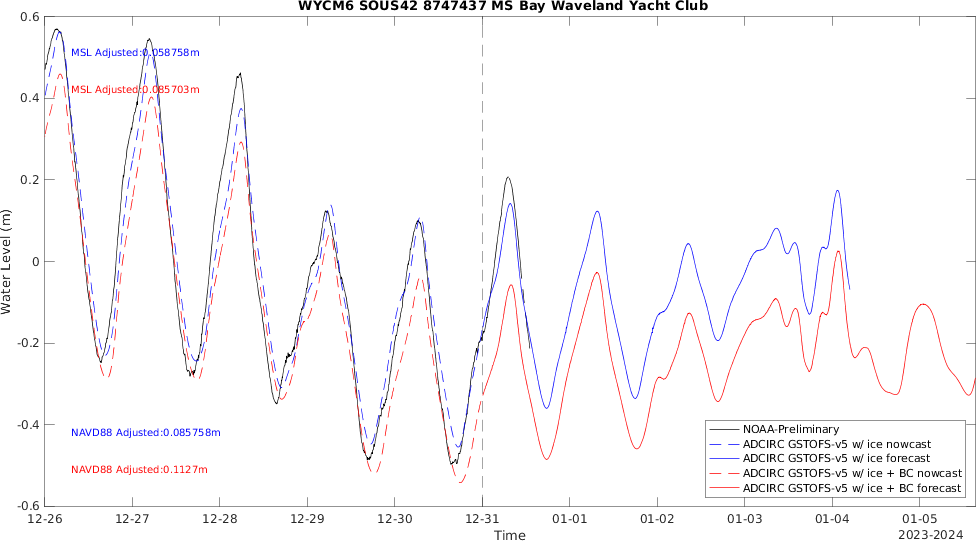 WYCM6 SOUS42 8747437 MS Bay Waveland Yacht Club
0.6
0.4
0.2
0
-0.2
-0.4
-0.6
Water Level (m)
MSL Adjusted:0.058758m
MSL Adjusted:0.085703m
NAVD88 Adjusted:0.085758m
NAVD88 Adjusted:0.1127m
NOAA-Preliminary
ADCIRC GSTOFS-v5 w/ ice nowcast
ADCIRC GSTOFS-v5 w/ ice forecast
ADCIRC GSTOFS-v5 w/ ice + BC nowcast
ADCIRC GSTOFS-v5 w/ ice + BC forecast
12-26 12-27 12-28 12-29 12-30 12-31 01-01 01-02 01-03 01-04 01-05
Time
2023-2024